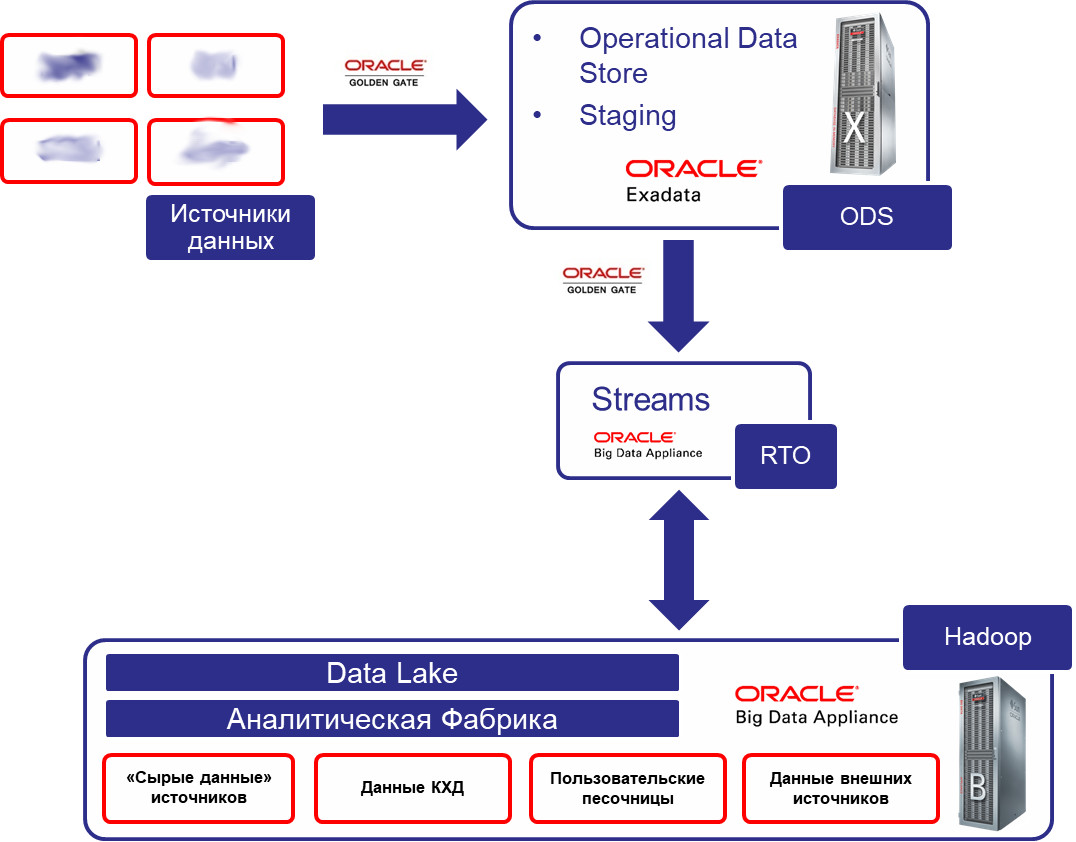 ORACLE
GOLDEN GATE
Источники
данных
• Operational Data
Store
• Staging
ORACLE
Exadata
X
ODS
ORACLE
GOLDEN GATE
Streams
ORACLE
Big Data Appliance
RTO
Hadoop
Data Lake
Аналитическая Фабрика
ORACLE
Big Data Appliance
«Сырые данные»
источников
Данные КХД
Пользовательские
песочницы
Данные внешних
источников
B